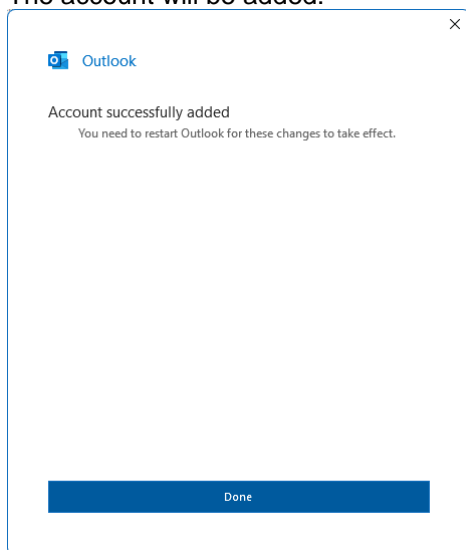 The account will be added.
Outlook
Account successfully added
You need to restart Outlook for these changes to take effect.
Done